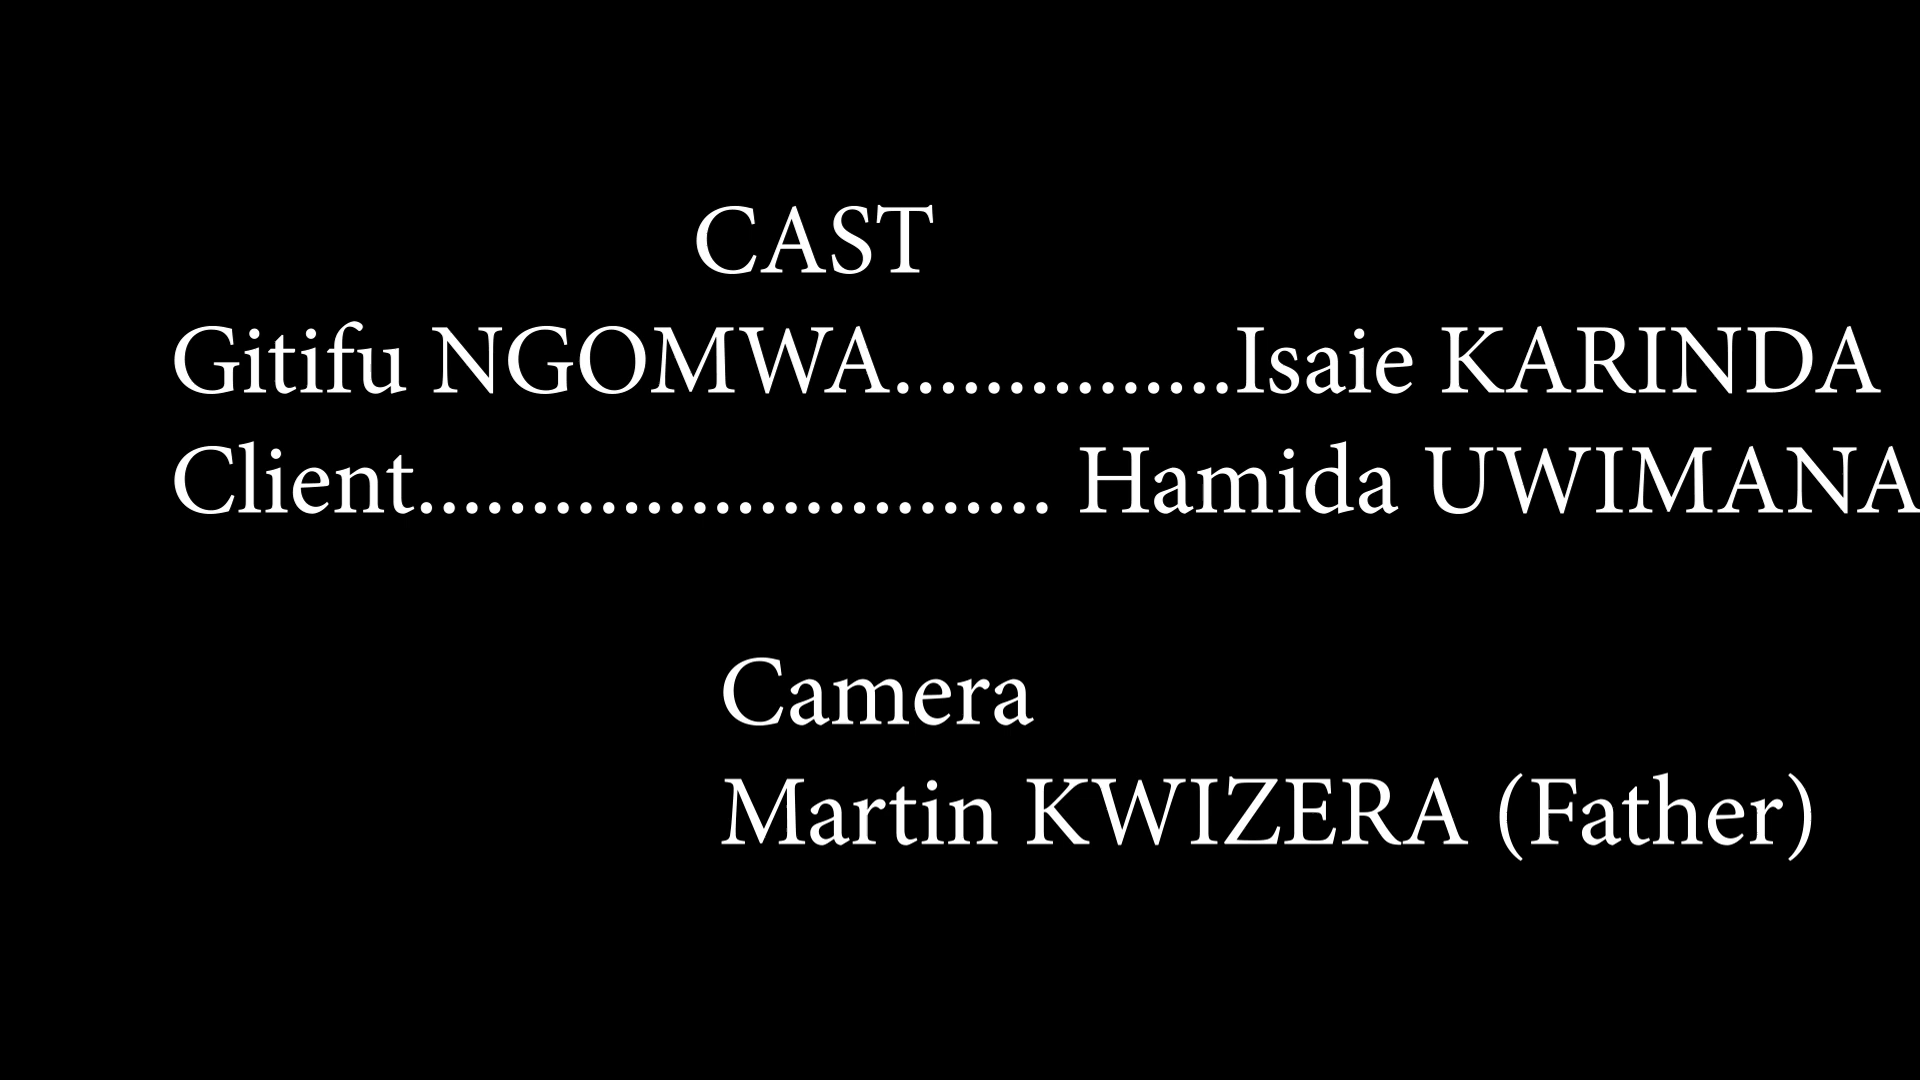 CAST
Gitifu NGOMWA...............Isaie KARINDA
Client............................ Hamida UWIMANA
Camera
Martin KWIZERA (Father)